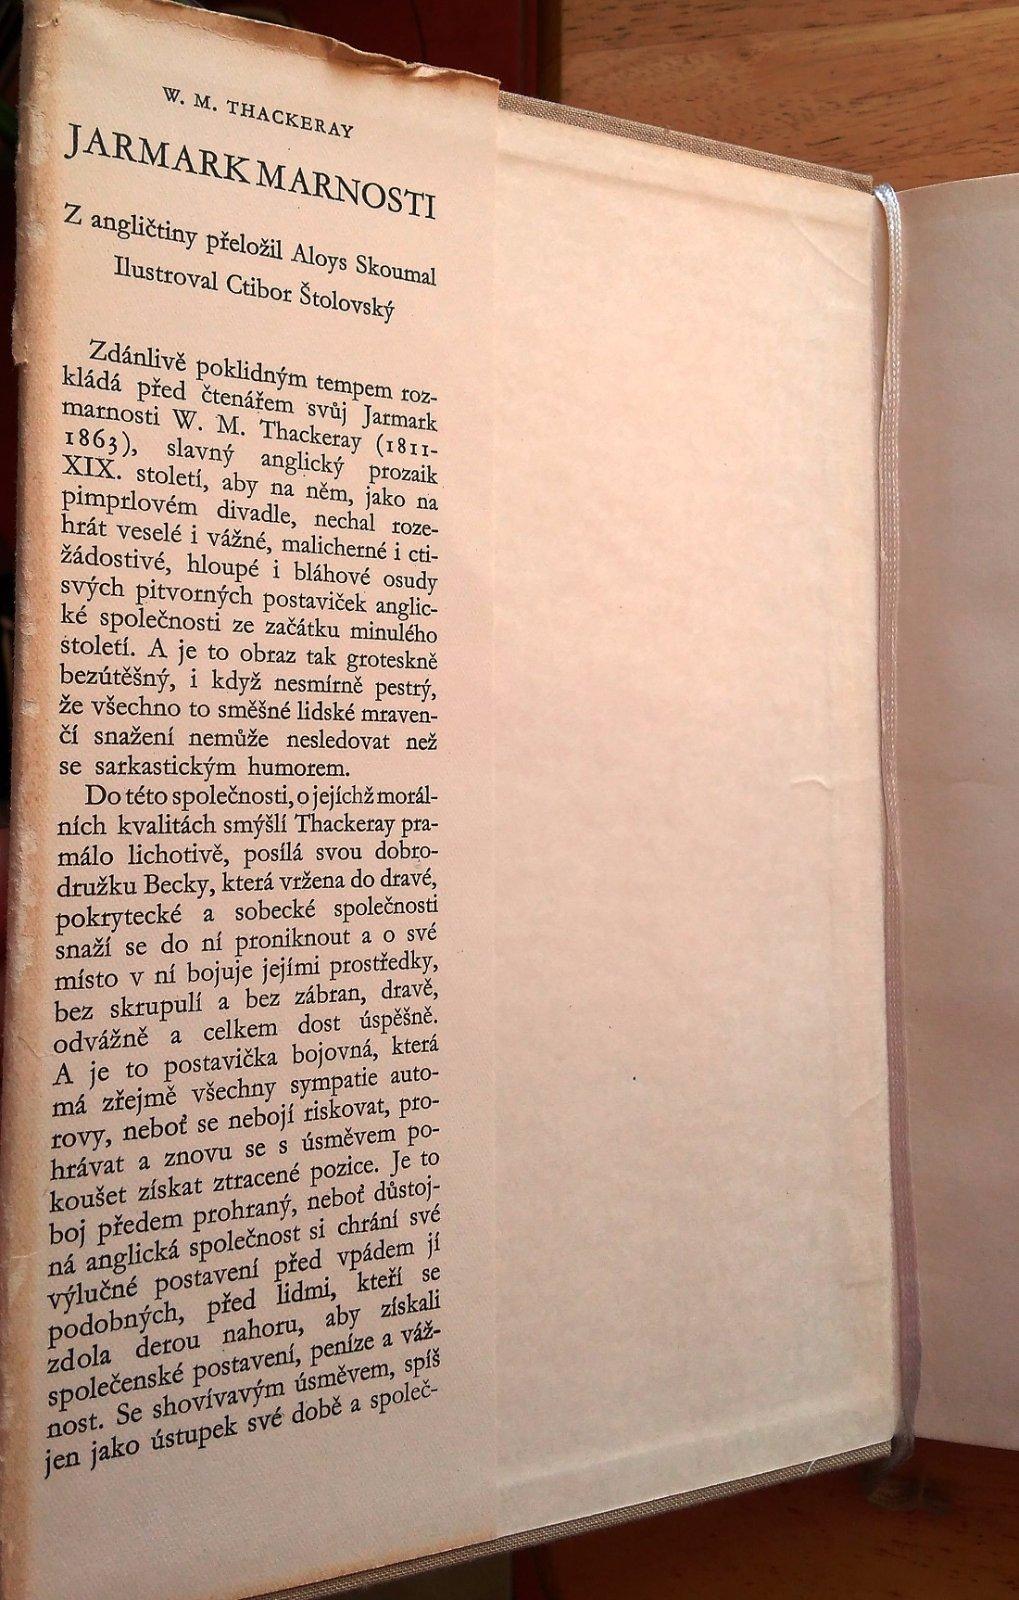 W. M. THACKERAY
JARMARK MARNOSTI
Z angličtiny přeložil Aloys Skoumal
Ilustroval Ctibor Štolovský
Zdánlivě poklidným tempem roz-
kládá před čtenářem svůj Jarmark
marnosti W. M. Thackeray (1811-
1863), slavný anglický prozaik
XIX. století, aby na něm, jako na
pimprlovém divadle, nechal roze-
hrát veselé i vážné, malicherné i cti-
žádostivé, hloupé i bláhové osudy
svých pitvorných postaviček anglic-
ké společnosti ze začátku minulého
století. A je to obraz tak groteskně
bezútěšný, i když nesmírně pestrý,
že všechno to směšné lidské mraven-
čí snažení nemůže nesledovat než
se sarkastickým humorem.
Do této společnosti, o jejíchž morál-
ních kvalitách smýšlí Thackeray pra-
málo lichotivě, posílá svou dobro-
družku Becky, která vržena do dravé,
pokrytecké a sobecké společnosti
snaží se do ní proniknout a o své
místo v ní bojuje jejími prostředky,
bez skrupulí a bez zábran, dravě,
odvážně a celkem dost úspěšně.
A je to postavička bojovná, která
má zřejmě všechny sympatie auto-
rovy, neboť se nebojí riskovat, pro-
hrávat a znovu se s úsměvem po-
koušet získat ztracené pozice. Je to
boj předem prohraný, neboť důstoj-
ná anglická společnost si chrání své
výlučné postavení před vpádem jí
podobných, před lidmi, kteří se
zdola derou nahoru, aby získali
společenské postavení, peníze a váž-
nost. Se shovívavým úsměvem, spíš
jen jako ústupek své době a společ-